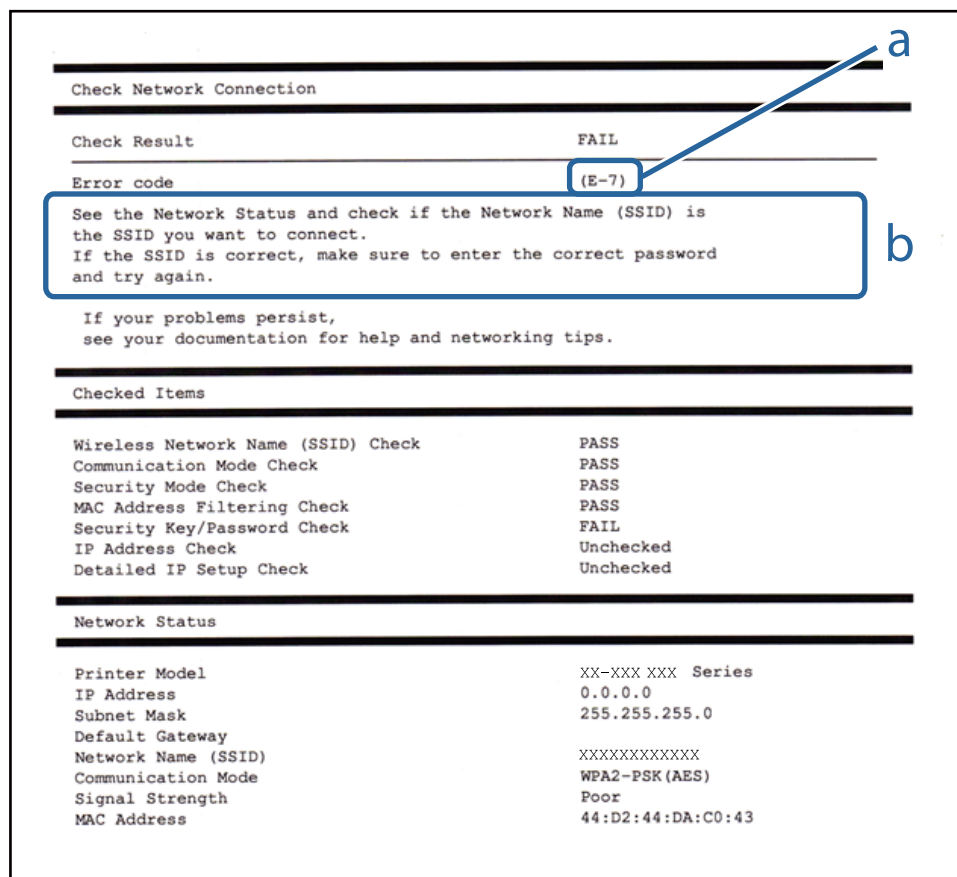 a
Check Network Connection
Check Result FAIL
Error code (E-7)
See the Network Status and check if the Network Name (SSID) is
the SSID you want to connect.
If the SSID is correct, make sure to enter the correct password
and try again.
b
If your problems persist,
see your documentation for help and networking tips.
Checked Items
Wireless Network Name (SSID) Check PASS
Communication Mode Check PASS
Security Mode Check PASS
MAC Address Filtering Check PASS
Security Key/Password Check FAIL
IP Address Check Unchecked
Detailed IP Setup Check Unchecked
Network Status
Printer Model XX-XXX XXX Series
IP Address 0.0.0.0
Subnet Mask 255.255.255.0
Default Gateway
Network Name (SSID) XXXXXXXXXXXX
Communication Mode WPA2-PSK(AES)
Signal Strength Poor
MAC Address 44:D2:44:DA:C0:43